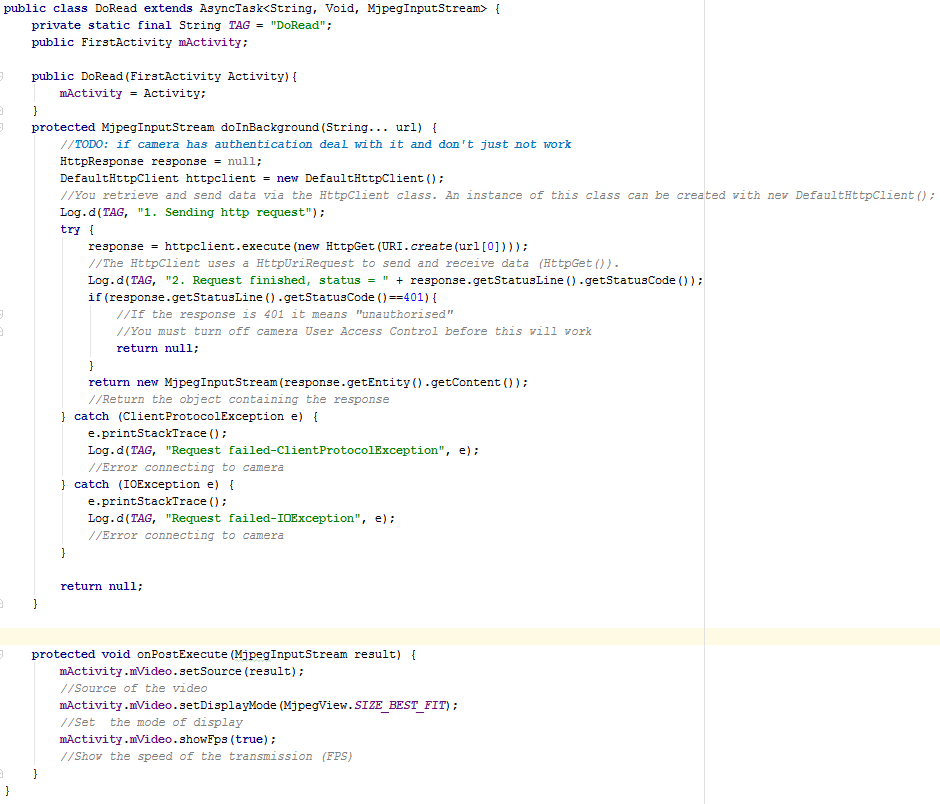 public class DoRead extends AsyncTask<String, Void, MjpegInputStream> {
    private static final String TAG = "DoRead";
    public FirstActivity mActivity;

    public DoRead(FirstActivity Activity){
        mActivity = Activity;
    }
    protected MjpegInputStream doInBackground(String... url) {
        //TODO: if camera has authentication deal with it and don't just not work
        HttpResponse response = null;
        DefaultHttpClient httpclient = new DefaultHttpClient();
        //You retrieve and send data via the HttpClient class. An instance of this class can be created with new DefaultHttpClient();
        Log.d(TAG, "1. Sending http request");
        try {
            response = httpclient.execute(new HttpGet(URI.create(url[0])));
            //The HttpClient uses a HttpUriRequest to send and receive data (HttpGet()).
            Log.d(TAG, "2. Request finished, status = " + response.getStatusLine().getStatusCode());
            if(response.getStatusLine().getStatusCode()==401){
                //If the response is 401 it means "unauthorised"
                //You must turn off camera User Access Control before this will work
                return null;
            }
            return new MjpegInputStream(response.getEntity().getContent());
            //Return the object containing the response
        } catch (ClientProtocolException e) {
            e.printStackTrace();
            Log.d(TAG, "Request failed-ClientProtocolException", e);
            //Error connecting to camera
        } catch (IOException e) {
            e.printStackTrace();
            Log.d(TAG, "Request failed-IOException", e);
            //Error connecting to camera
        }

        return null;
    }

    protected void onPostExecute(MjpegInputStream result) {
        mActivity.mVideo.setSource(result);
        //Source of the video
        mActivity.mVideo.setDisplayMode(MjpegView.SIZE_BEST_FIT);
        //Set  the mode of display
        mActivity.mVideo.showFps(true);
        //Show the speed of the transmission (FPS)
    }
}